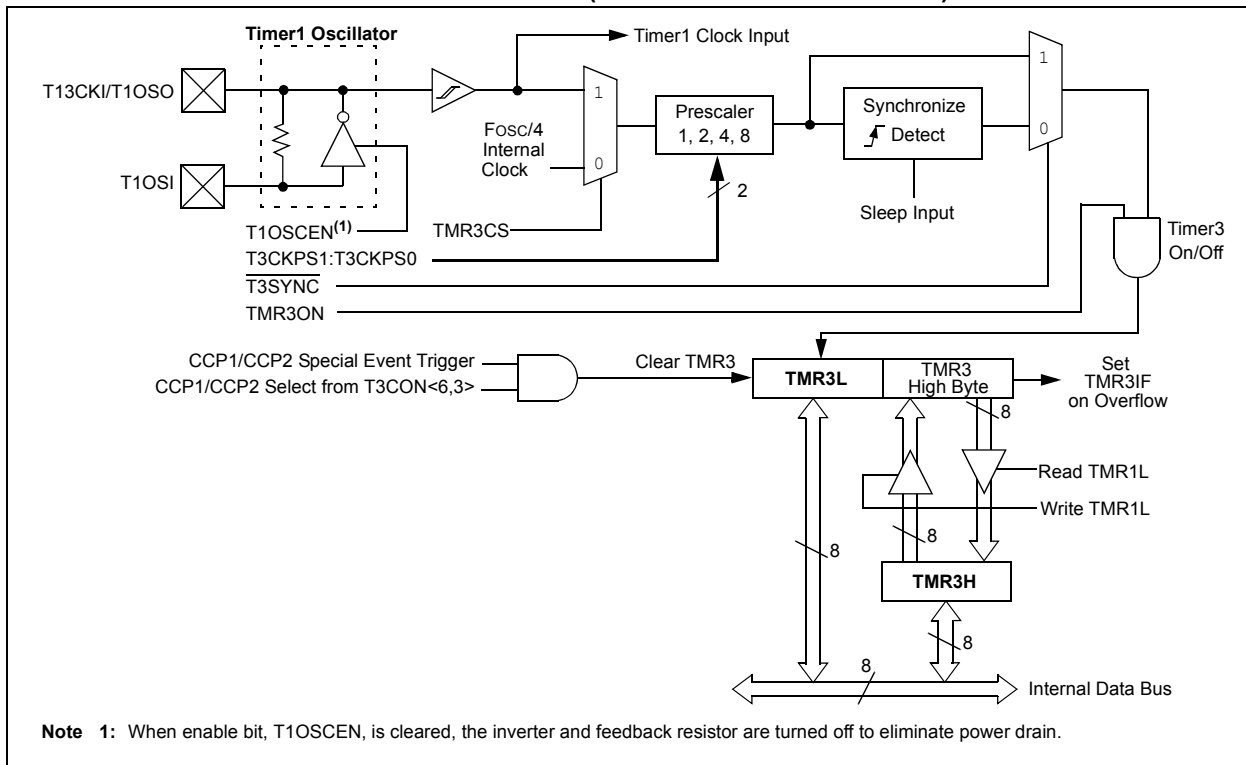 Timer1 Oscillator
Timer1 Clock Input
T13CKI/T1OSO
1
1
Prescaler
1, 2, 4, 8
Synchronize
Detect
FOSC/4
Internal
Clock
0
0
T1OSI
2
Sleep Input
T1OSCEN(1)
TMR3CS
Timer3
On/Off
T3CKPS1:T3CKPS0
T3SYNC
TMR3ON
CCP1/CCP2 Special Event Trigger
CCP1/CCP2 Select from T3CON<6,3>
Clear TMR3
TMR3L
TMR3
High Byte
Set
TMR3IF
on Overflow
8
Read TMR1L
Write TMR1L
8
8
TMR3H
8
8
Internal Data Bus
Note 1: When enable bit, T1OSCEN, is cleared, the inverter and feedback resistor are turned off to eliminate power drain.